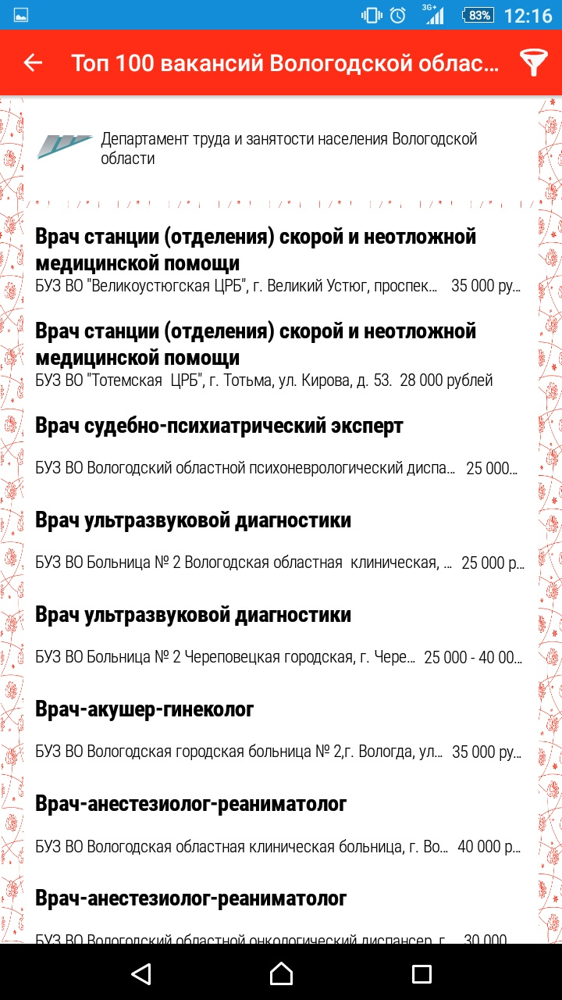 3G+ 83% 12:16
Топ 100 вакансий Вологодской облас...
Департамент труда и занятости населения Вологодской
области
Врач станции (отделения) скорой и неотложной
медицинской помощи
БУЗ ВО "Великоустюгская ЦРБ", г. Великий Устюг, проспек... 35 000 ру...
Врач станции (отделения) скорой и неотложной
медицинской помощи
БУЗ ВО "Тотемская ЦРБ", г. Тотьма, ул. Кирова, д. 53. 28 000 рублей
Врач судебно-психиатрический эксперт
БУЗ ВО Вологодский областной психоневрологический диспа... 25 000...
Врач ультразвуковой диагностики
БУЗ ВО Больница № 2 Вологодская областная клиническая, ... 25 000 р...
Врач ультразвуковой диагностики
БУЗ ВО Больница № 2 Череповецкая городская, г. Чере... 25 000 - 40 00...
Врач-акушер-гинеколог
БУЗ ВО Вологодская городская больница № 2,г. Вологда, ул... 35 000 ру...
Врач-анестезиолог-реаниматолог
БУЗ ВО Вологодская областная клиническая больница, г. Во... 40 000 р...
Врач-анестезиолог-реаниматолог
БУЗ ВО Вологодский областной онкологический диспансер, г... 30 000...